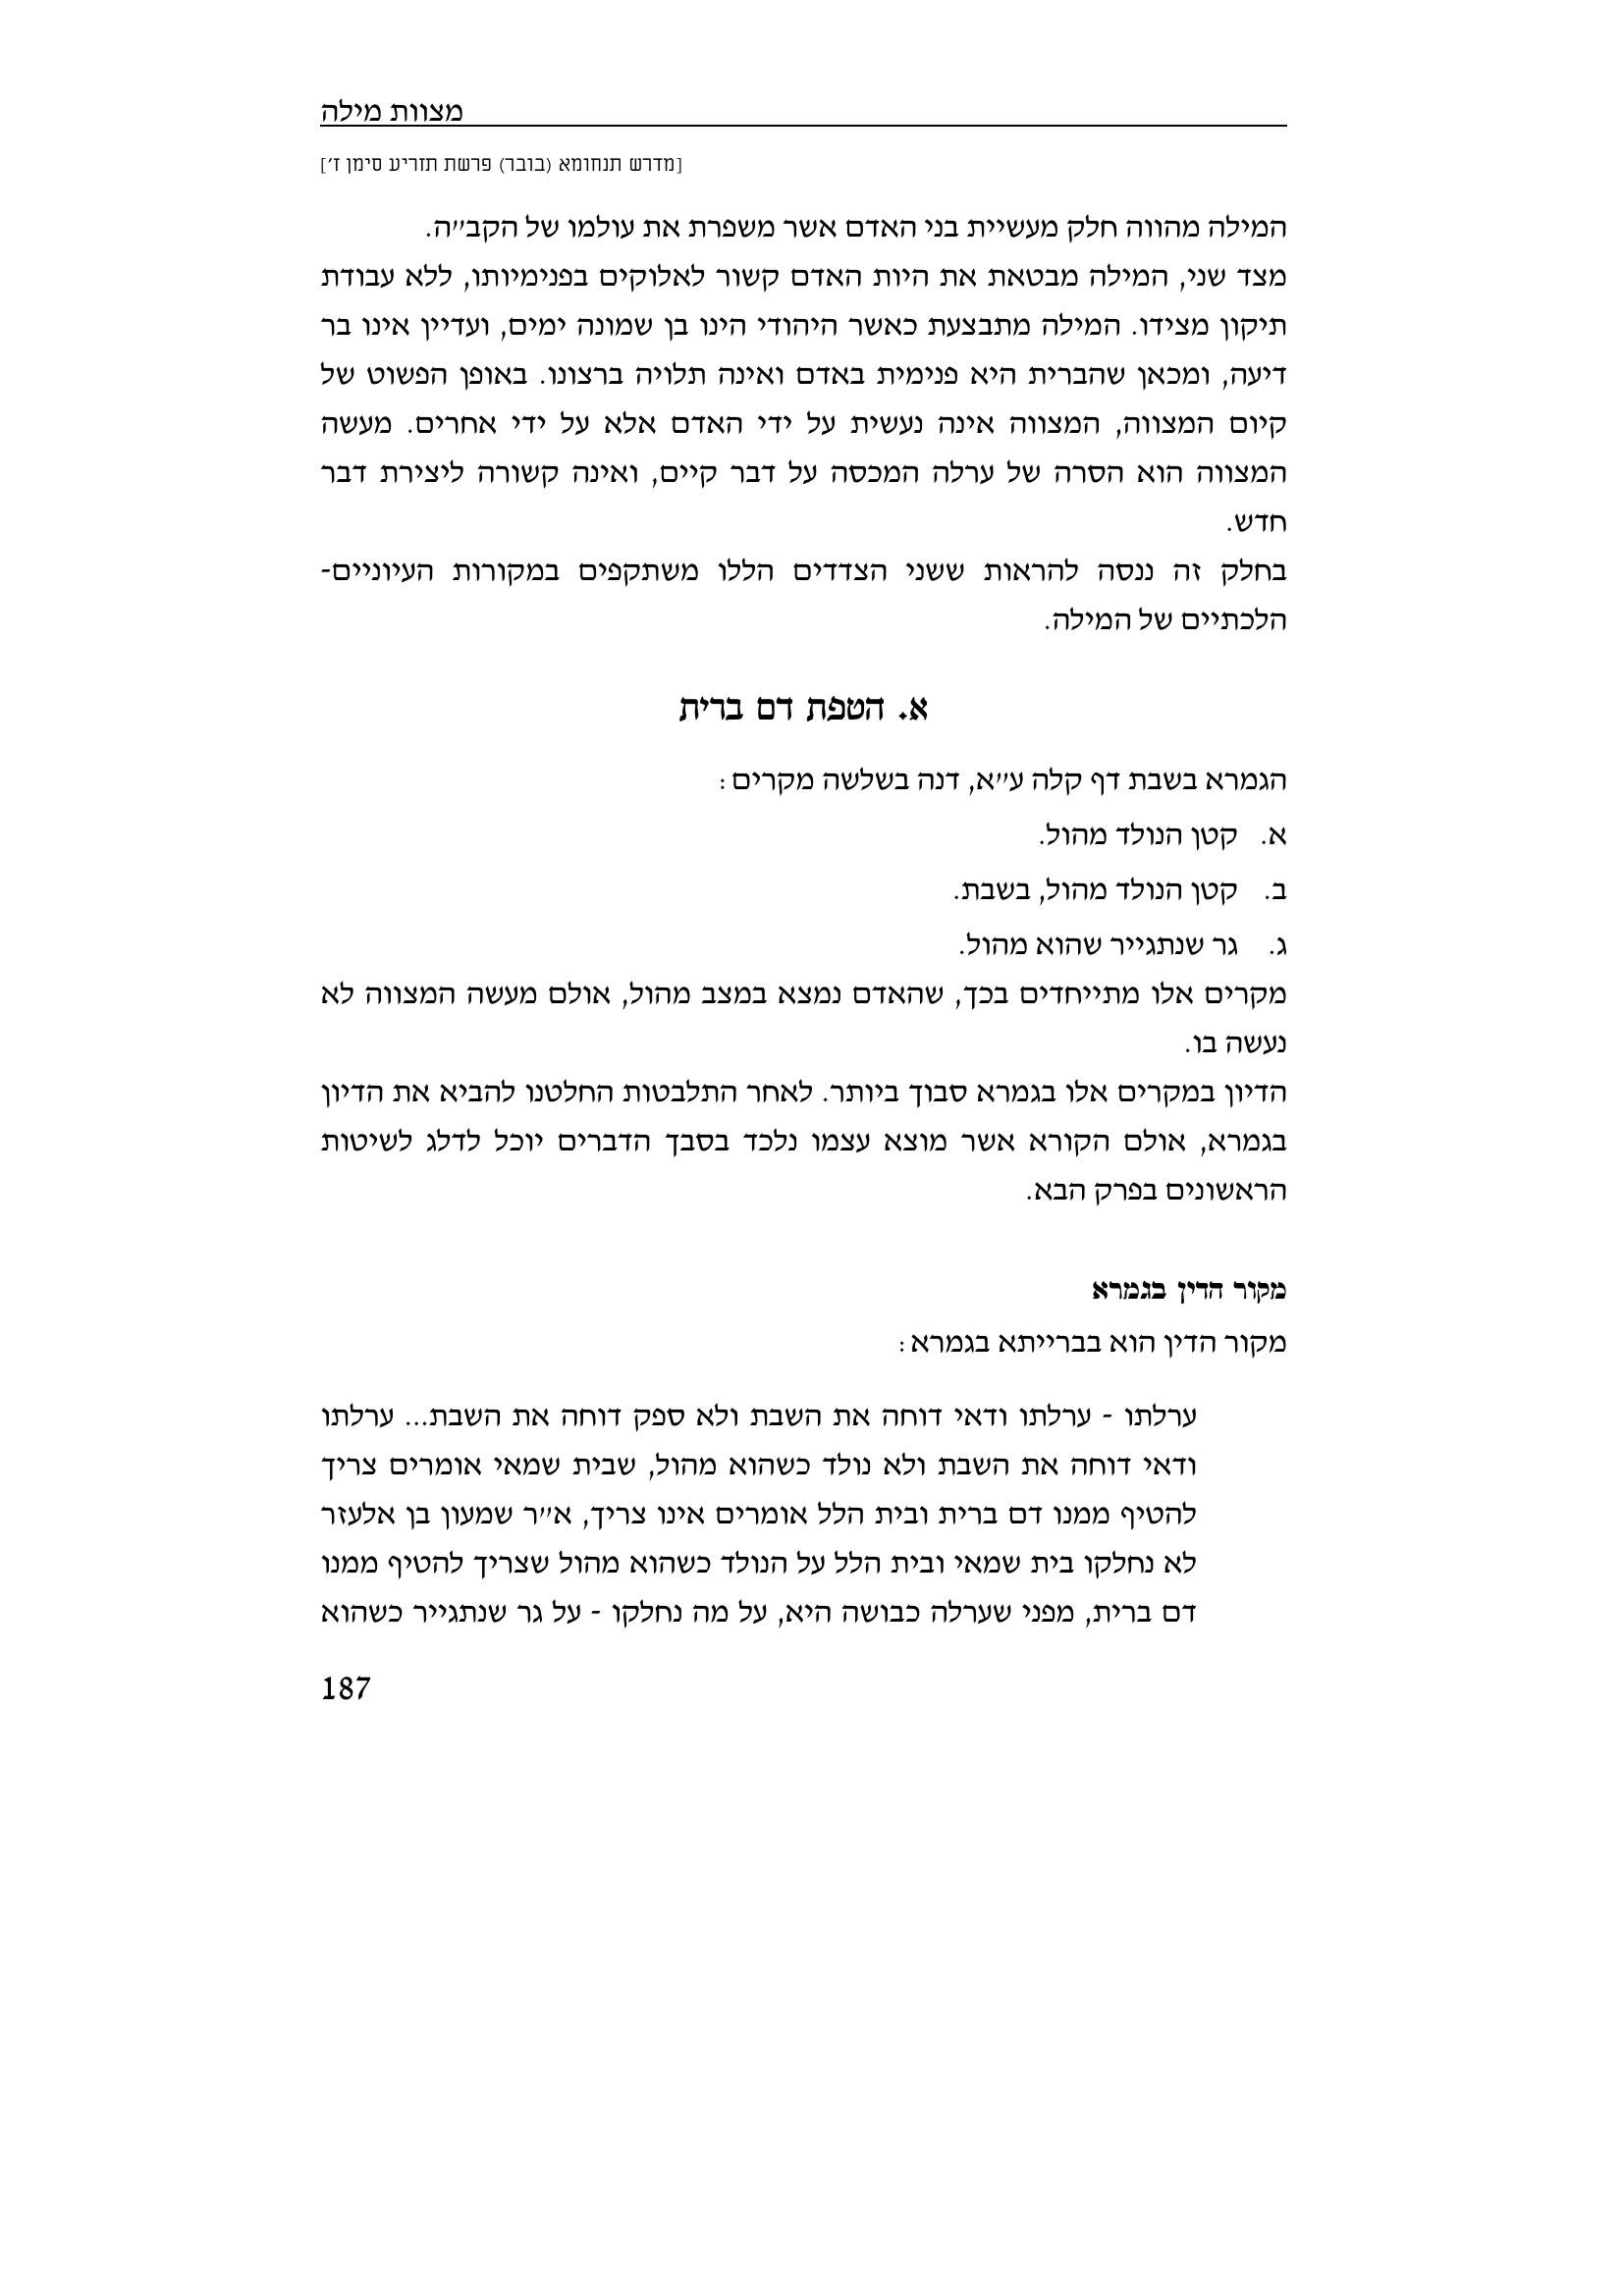 מצוות מילה
[מדרש תנחומא (בובר) פרשת תזריע סימן ז']
המילה מהווה חלק מעשיית בני האדם אשר משפרת את עולמו של הקב"ה.
מצד שני, המילה מבטאת את היות האדם קשור לאלוקים בפנימיותו, ללא עבודת
תיקון מצידו. המילה מתבצעת כאשר היהודי הינו בן שמונה ימים, ועדיין אינו בר
דיעה, ומכאן שהברית היא פנימית באדם ואינה תלויה ברצונו. באופן הפשוט של
קיום המצווה, המצווה אינה נעשית על ידי האדם אלא על ידי אחרים. מעשה
המצווה הוא הסרה של ערלה המכסה על דבר קיים, ואינה קשורה ליצירת דבר
חדש.
בחלק זה ננסה להראות ששני הצדדים הללו משתקפים במקורות העיוניים-
הלכתיים של המילה.
א. הטפת דם ברית
הגמרא בשבת דף קלה ע"א, דנה בשלשה מקרים:
א. קטן הנולד מהול.
ב. קטן הנולד מהול, בשבת.
ג. גר שנתגייר שהוא מהול.
מקרים אלו מתייחדים בכך, שהאדם נמצא במצב מהול, אולם מעשה המצווה לא
נעשה בו.
הדיון במקרים אלו בגמרא סבוך ביותר. לאחר התלבטות החלטנו להביא את הדיון
בגמרא, אולם הקורא אשר מוצא עצמו נלכד בסבך הדברים יוכל לדלג לשיטות
הראשונים בפרק הבא.
מקור הדין בגמרא
מקור הדין הוא בברייתא בגמרא:
ערלתו - ערלתו ודאי דוחה את השבת ולא ספק דוחה את השבת... ערלתו
ודאי דוחה את השבת ולא נולד כשהוא מהול, שבית שמאי אומרים צריך
להטיף ממנו דם ברית ובית הלל אומרים אינו צריך, א"ר שמעון בן אלעזר
לא נחלקו בית שמאי ובית הלל על הנולד כשהוא מהול שצריך להטיף ממנו
דם ברית, מפני שערלה כבושה היא, על מה נחלקו - על גר שנתגייר כשהוא
187